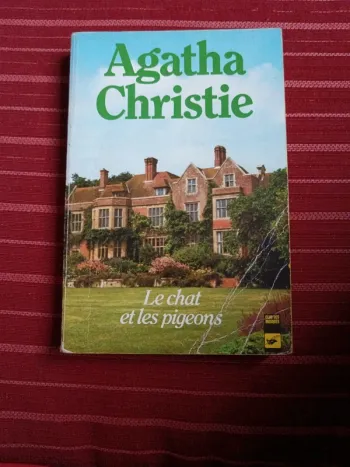 Agatha
Christie
Le chat
et les pigeons